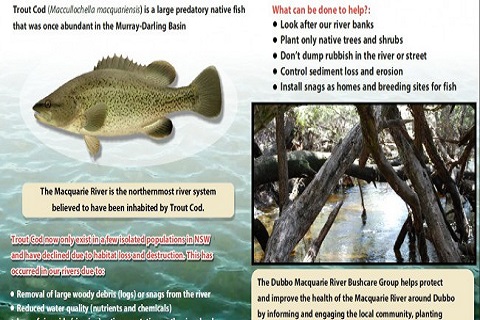 Trout Cod (Maccullochella macquariensis) is a large predatory native fish
that was once abundant in the Murray-Darling Basin
The Macquarie River is the northernmost river system
believed to have been inhabited by Trout Cod.
Trout Cod now only exist in a few isolated populations in NSW
and have declined due to habitat loss and destruction. This has
occurred in our rivers due to:
• Removal of large woody debris (logs) or snags from the river
• Reduced water quality (nutrients and chemicals)
What can be done to help?:
• Look after our river banks
• Plant only native trees and shrubs
• Don't dump rubbish in the river or street
• Control sediment loss and erosion
• Install snags as homes and breeding sites for fish
The Dubbo Macquarie River Bushcare Group helps protect
and improve the health of the Macquarie River around Dubbo
by informing and engaging the local community, planting